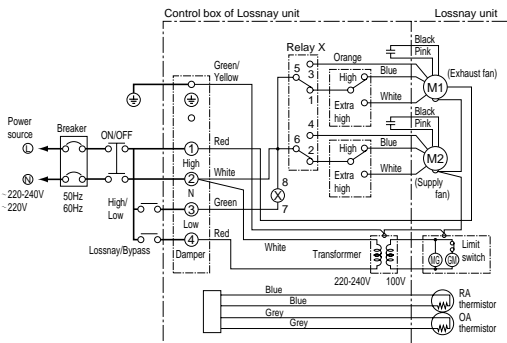 Control box of Lossnay unit
Lossnay unit
Black
Pink
Relay X
Orange
Green/
Yellow
5
3
1
High
Blue
(Exhaust fan)
M1
Extra
high
White
Black
Pink
Power
source
Breaker
ON/OFF
L
1
Red
High
4
6
2
High
Blue
M2
N
2
White
N
Extra
high
White
(Supply
fan)
~220-240V
~220V
50Hz
60Hz
High/
Low
3
Green
Low
8
X
7
Lossnay/Bypass
4
Red
Damper
White
Transforrmer
220-240V
100V
Limit
switch
MG
GM
Blue
Blue
Grey
Grey
RA
thermistor
OA
thermistor